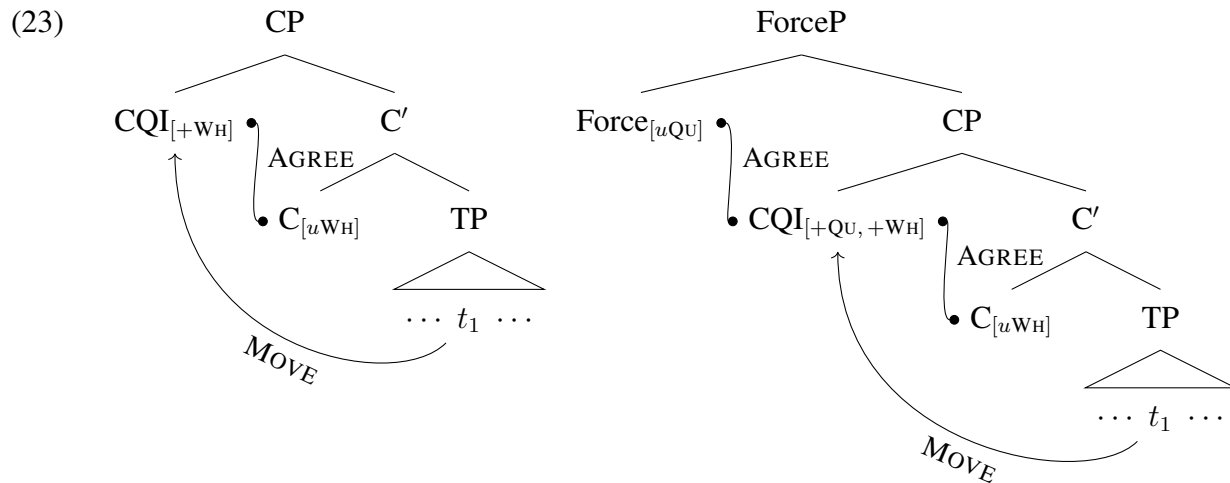 (23) CP ForceP
CQI[+WH] C′ Force[uQU] CP
AGREE AGREE
C[uWH] TP CQI[+QU, +WH] C′
AGREE
⋯ t1 ⋯ C[uWH] TP
MOVE
⋯ t1 ⋯
MOVE